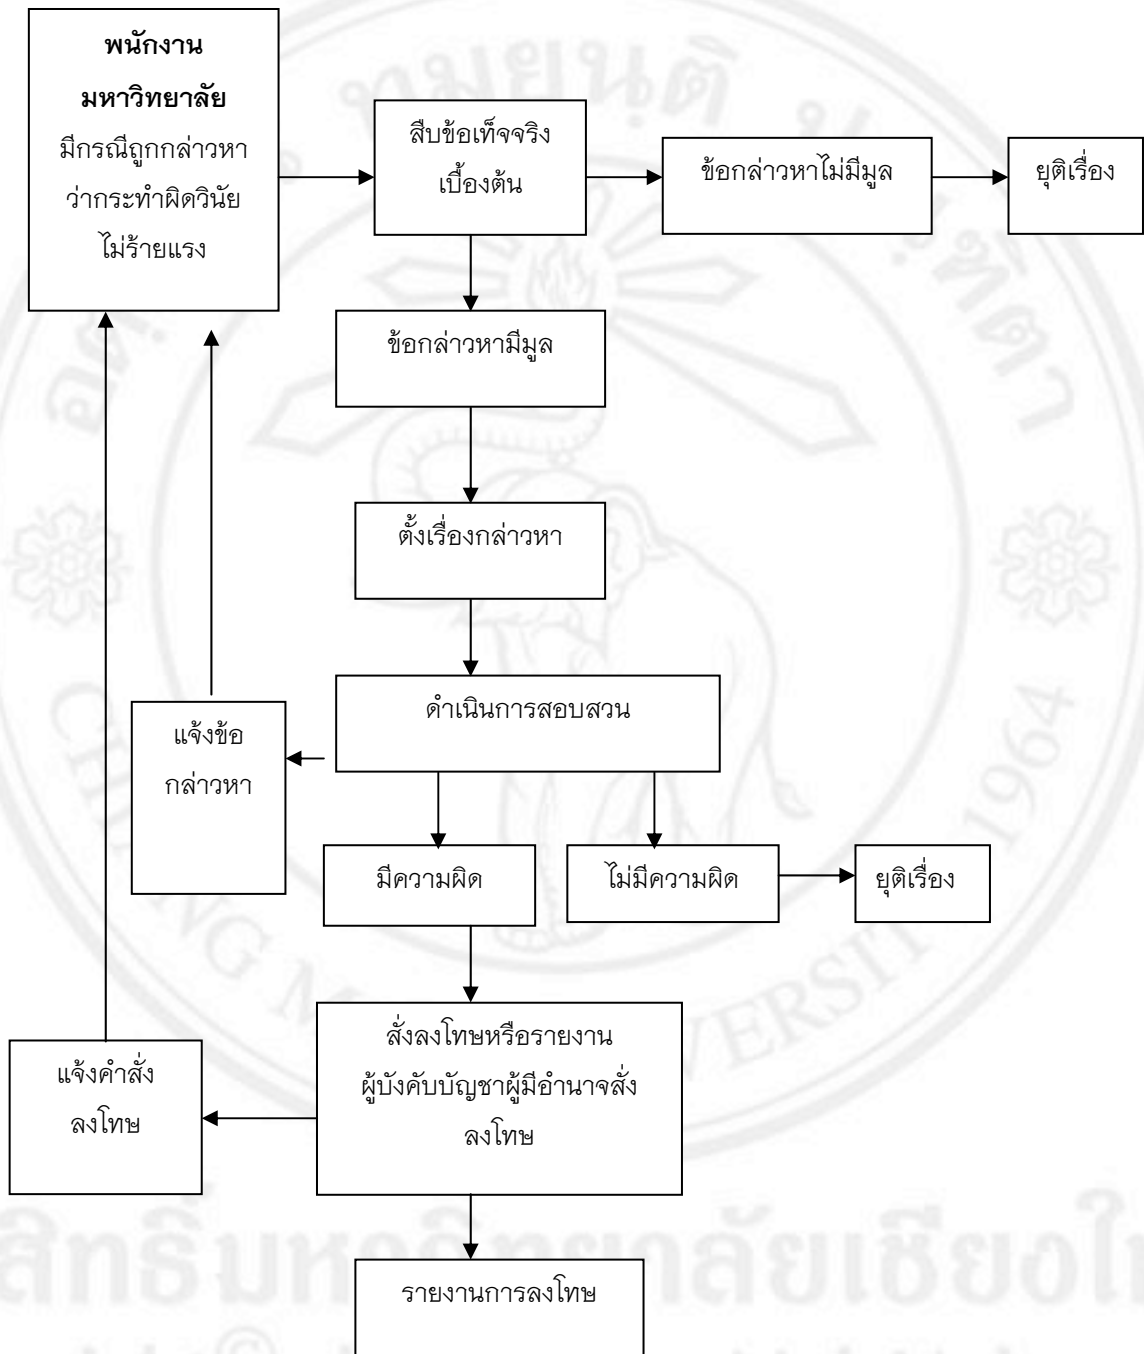 พนักงาน
มหาวิทยาลัย
มีกรณีถูกกล่าวหา
ว่ากระทำผิดวินัย
ไม่ร้ายแรง
สืบข้อเท็จจริง
เบื้องต้น
ข้อกล่าวหาไม่มีมูล
ยุติเรื่อง
ข้อกล่าวหามีมูล
ตั้งเรื่องกล่าวหา
ดำเนินการสอบสวน
แจ้งข้อ
กล่าวหา
มีความผิด
ไม่มีความผิด
ยุติเรื่อง
สั่งลงโทษหรือรายงาน
ผู้บังคับบัญชาผู้มีอำนาจสั่ง
ลงโทษ
แจ้งคำสั่ง
ลงโทษ
รายงานการลงโทษ
1964